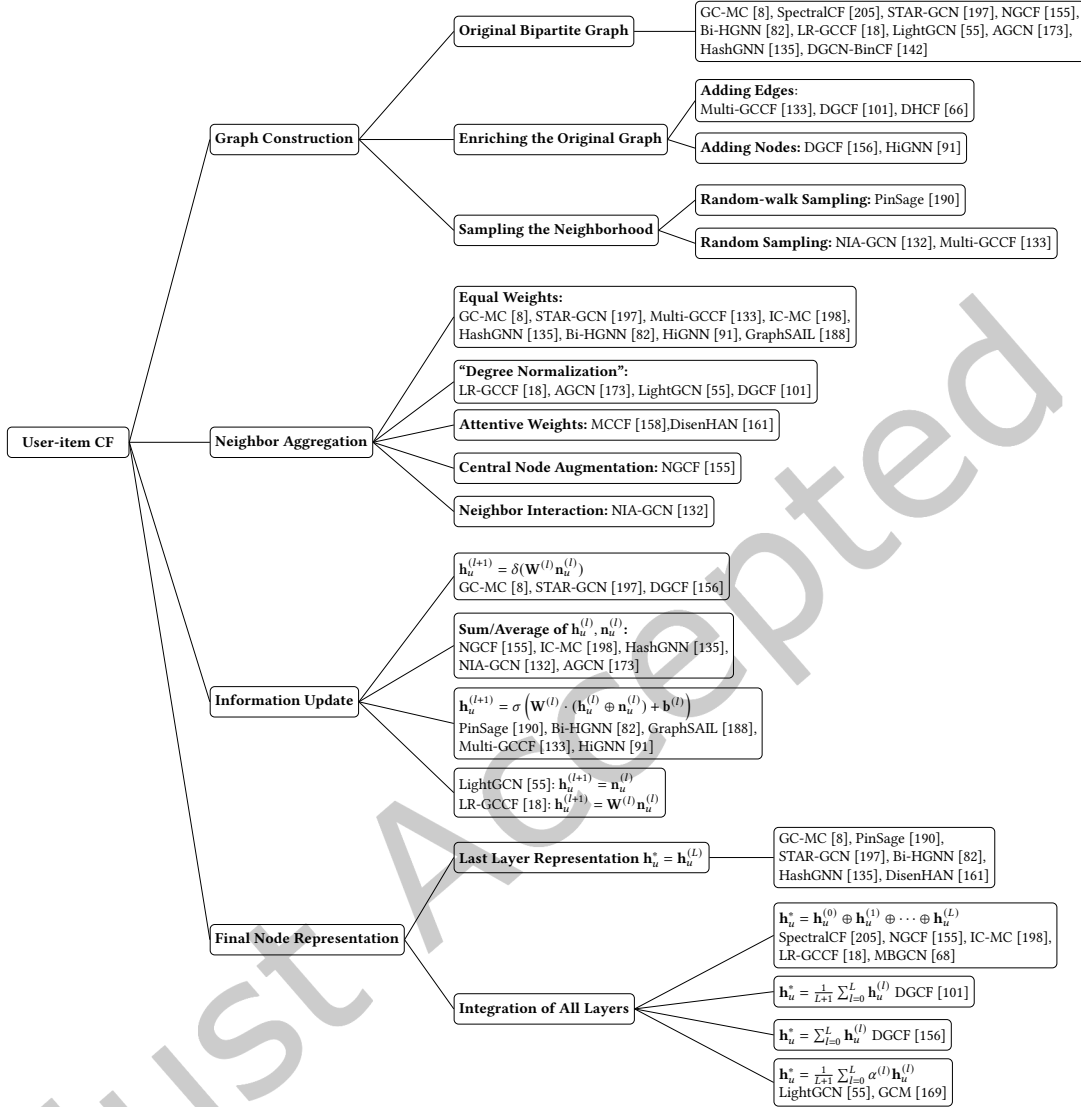 User-item CF
Graph Construction
Original Bipartite Graph
GC-MC [8], SpectralCF [205], STAR-GCN [197], NGCF [155],
Bi-HGNN [82], LR-GCCF [18], LightGCN [55], AGCN [173],
HashGNN [135], DGCN-BinCF [142]
Enriching the Original Graph
Adding Edges:
Multi-GCCF [133], DGCF [101], DHCF [66]
Adding Nodes: DGCF [156], HiGNN [91]
Sampling the Neighborhood
Random-walk Sampling: PinSage [190]
Random Sampling: NIA-GCN [132], Multi-GCCF [133]
Neighbor Aggregation
Equal Weights:
GC-MC [8], STAR-GCN [197], Multi-GCCF [133], IC-MC [198],
HashGNN [135], Bi-HGNN [82], HiGNN [91], GraphSAIL [188]
“Degree Normalization”:
LR-GCCF [18], AGCN [173], LightGCN [55], DGCF [101]
Attentive Weights: MCCF [158],DisenHAN [161]
Central Node Augmentation: NGCF [155]
Neighbor Interaction: NIA-GCN [132]
Information Update
h_u^{(l+1)} = δ(W^{(l)} n_u^{(l)})
GC-MC [8], STAR-GCN [197], DGCF [156]
Sum/Average of h_u^{(l)}, n_u^{(l)}:
NGCF [155], IC-MC [198], HashGNN [135],
NIA-GCN [132], AGCN [173]
h_u^{(l+1)} = σ (W^{(l)} · (h_u^{(l)} ⊕ n_u^{(l)}) + b^{(l)})
PinSage [190], Bi-HGNN [82], GraphSAIL [188],
Multi-GCCF [133], HiGNN [91]
LightGCN [55]: h_u^{(l+1)} = n_u^{(l)}
LR-GCCF [18]: h_u^{(l+1)} = W^{(l)} n_u^{(l)}
Final Node Representation
Last Layer Representation h_u^* = h_u^{(L)}
GC-MC [8], PinSage [190],
STAR-GCN [197], Bi-HGNN [82],
HashGNN [135], DisenHAN [161]
Integration of All Layers
h_u^* = h_u^{(0)} ⊕ h_u^{(1)} ⊕ ··· ⊕ h_u^{(L)}
SpectralCF [205], NGCF [155], IC-MC [198],
LR-GCCF [18], MBGCN [68]
h_u^* = \frac{1}{L+1} ∑_{l=0}^{L} h_u^{(l)} DGCF [101]
h_u^* = ∑_{l=0}^{L} h_u^{(l)} DGCF [156]
h_u^* = \frac{1}{L+1} ∑_{l=0}^{L} α^{(l)} h_u^{(l)}
LightGCN [55], GCM [169]
Just Accepted